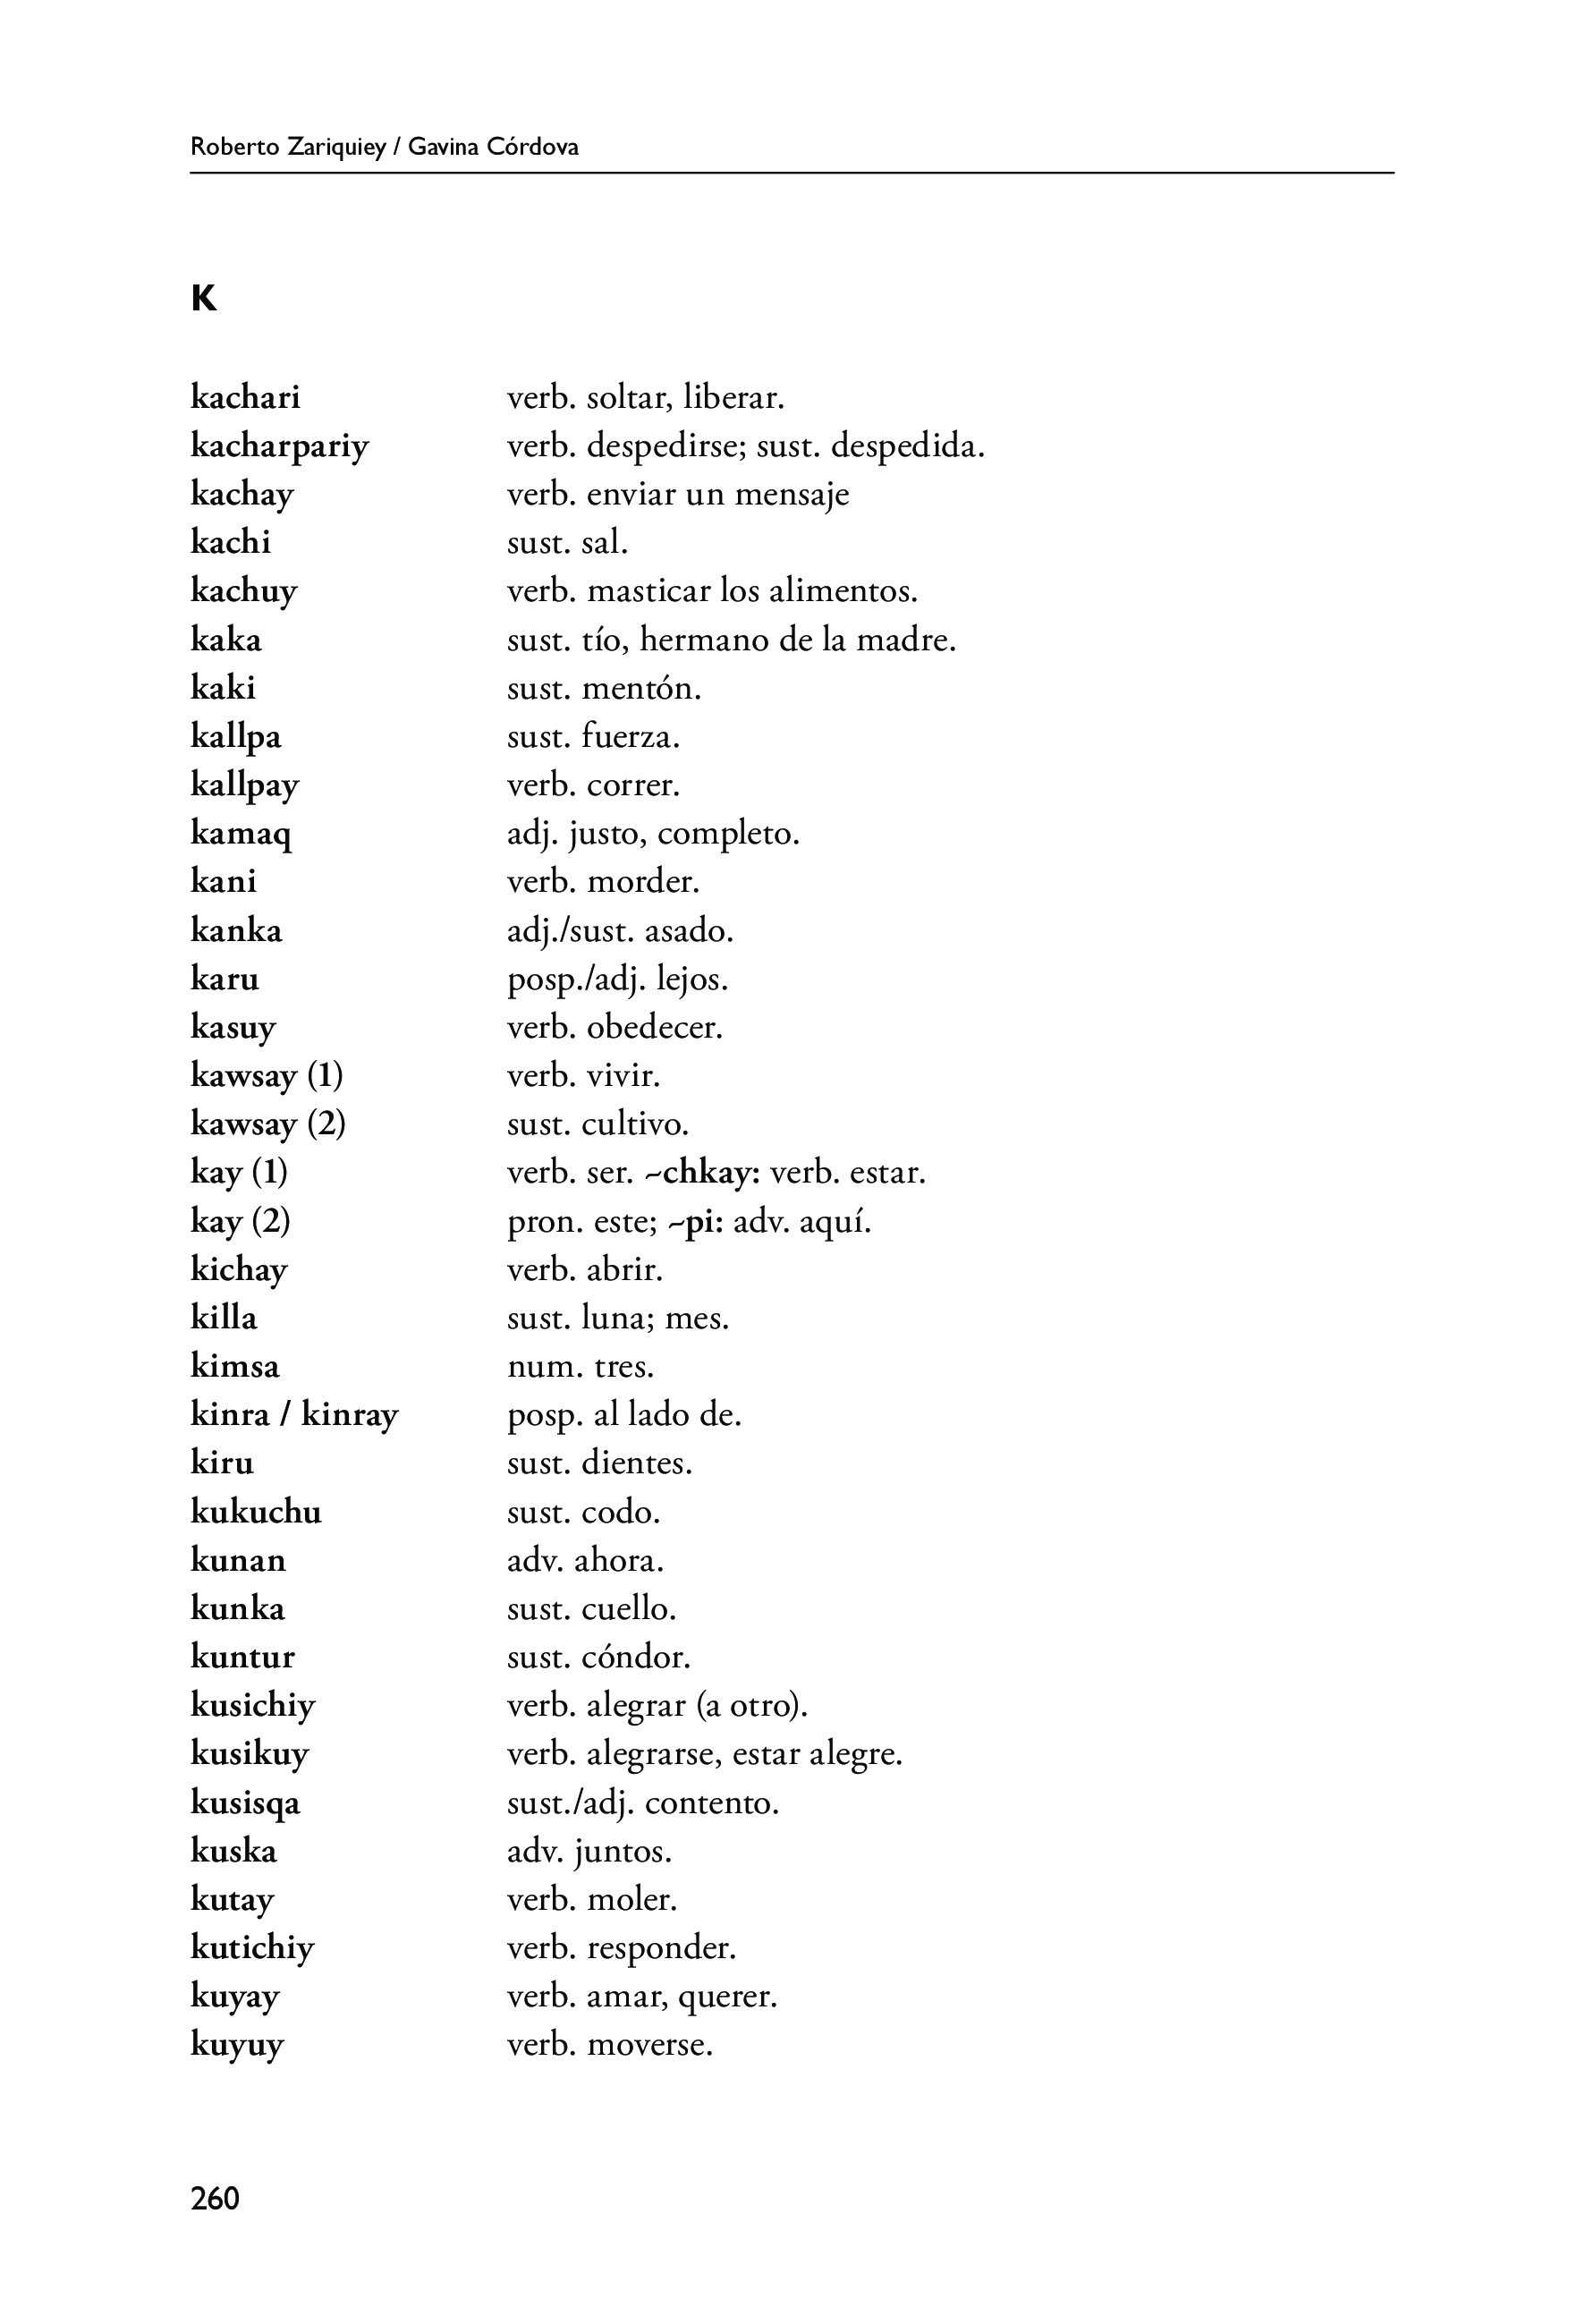 Roberto Zariquiey / Gavina Córdova
K
kachari verb. soltar, liberar.
kacharpariy verb. despedirse; sust. despedida.
kachay verb. enviar un mensaje
kachi sust. sal.
kachuy verb. masticar los alimentos.
kaka sust. tío, hermano de la madre.
kaki sust. mentón.
kallpa sust. fuerza.
kallpay verb. correr.
kamaq adj. justo, completo.
kani verb. morder.
kanka adj./sust. asado.
karu posp./adj. lejos.
kasuy verb. obedecer.
kawsay (1) verb. vivir.
kawsay (2) sust. cultivo.
kay (1) verb. ser. ~chkay: verb. estar.
kay (2) pron. este; ~pi: adv. aquí.
kichay verb. abrir.
killa sust. luna; mes.
kimsa num. tres.
kinra / kinray posp. al lado de.
kiru sust. dientes.
kukuchu sust. codo.
kunan adv. ahora.
kunka sust. cuello.
kuntur sust. cóndor.
kusichiy verb. alegrar (a otro).
kusikuy verb. alegrarse, estar alegre.
kusisqa sust./adj. contento.
kuska adv. juntos.
kutay verb. moler.
kutichiy verb. responder.
kuyay verb. amar, querer.
kuyuy verb. moverse.
260